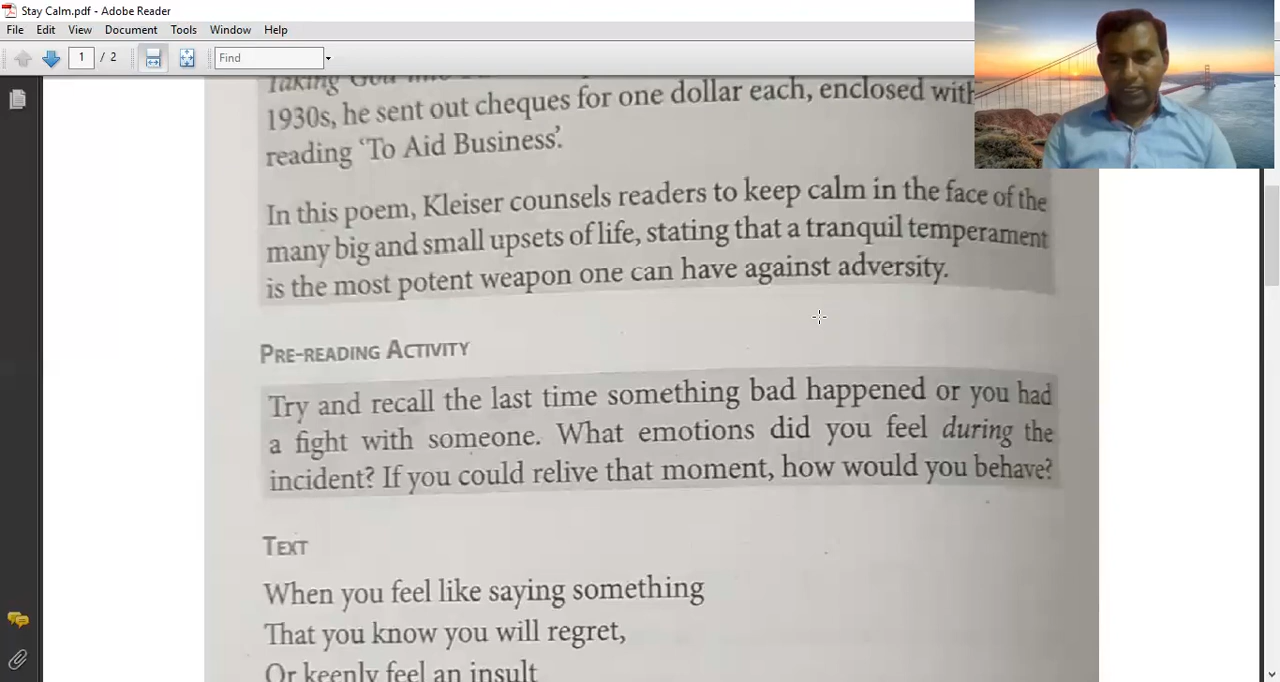 Stay Calm.pdf - Adobe Reader
File Edit View Document Tools Window Help
1 / 2 Find
Taking God
1930s, he sent out cheques for one dollar each, enclosed with
reading ‘To Aid Business’.
In this poem, Kleiser counsels readers to keep calm in the face of the
many big and small upsets of life, stating that a tranquil temperament
is the most potent weapon one can have against adversity.
PRE-READING ACTIVITY
Try and recall the last time something bad happened or you had
a fight with someone. What emotions did you feel during the
incident? If you could relive that moment, how would you behave?
TEXT
When you feel like saying something
That you know you will regret,
Or keenly feel an insult